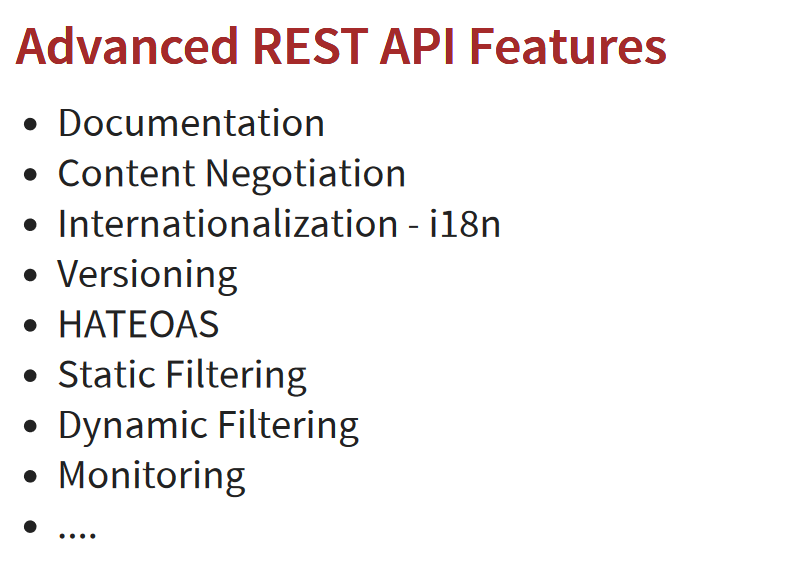 Advanced REST API Features
• Documentation
• Content Negotiation
• Internationalization - i18n
• Versioning
• HATEOAS
• Static Filtering
• Dynamic Filtering
• Monitoring
• ....